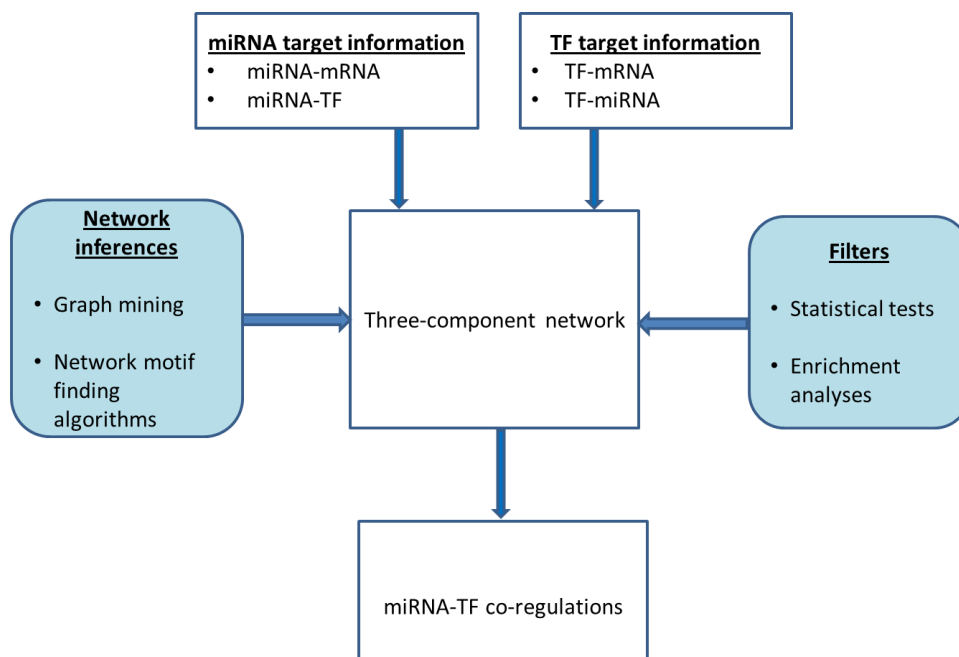 miRNA target information
• miRNA-mRNA
• miRNA-TF
TF target information
• TF-mRNA
• TF-miRNA
Network
inferences
• Graph mining
• Network motif
finding
algorithms
Three-component network
Filters
• Statistical tests
• Enrichment
analyses
miRNA-TF co-regulations